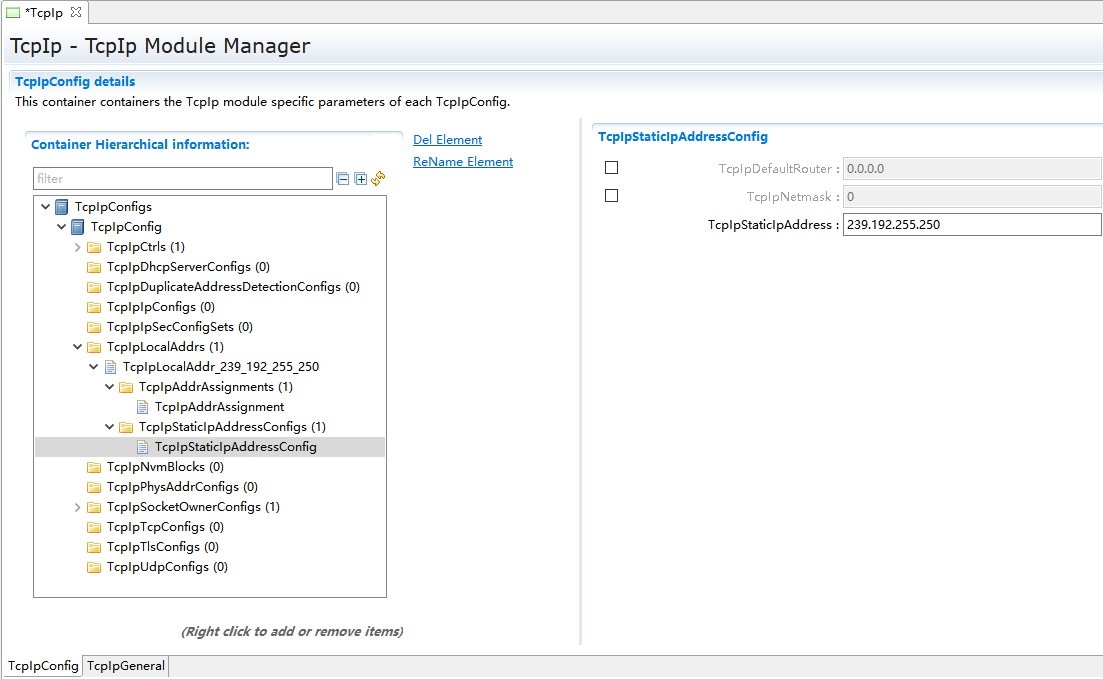 *TcpIp
TcpIp - TcpIp Module Manager
TcpIpConfig details
This container containers the TcpIp module specific parameters of each TcpIpConfig.
Container Hierarchical information:
filter
TcpIpConfigs
TcpIpConfig
TcpIpCtrls (1)
TcpIpDhcpServerConfigs (0)
TcpIpDuplicateAddressDetectionConfigs (0)
TcpIpIpConfigs (0)
TcpIpIpSecConfigSets (0)
TcpIpLocalAddrs (1)
TcpIpLocalAddr_239_192_255_250
TcpIpAddrAssignments (1)
TcpIpAddrAssignment
TcpIpStaticIpAddressConfigs (1)
TcpIpStaticIpAddressConfig
TcpIpNvmBlocks (0)
TcpIpPhysAddrConfigs (0)
TcpIpSocketOwnerConfigs (1)
TcpIpTcpConfigs (0)
TcpIpTlsConfigs (0)
TcpIpUdpConfigs (0)
(Right click to add or remove items)
Del Element
ReName Element
TcpIpStaticIpAddressConfig
TcpIpDefaultRouter : 0.0.0.0
TcpIpNetmask : 0
TcpIpStaticIpAddress : 239.192.255.250
TcpIpConfig TcpIpGeneral